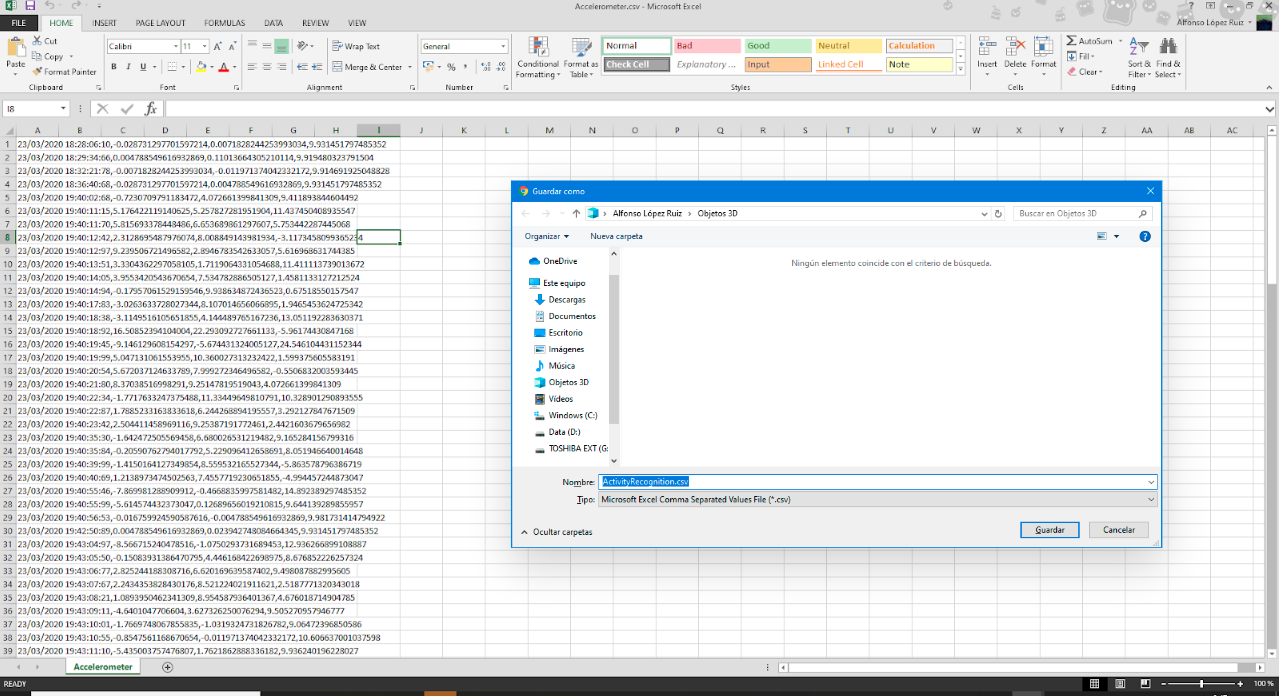 Accelerometer.csv - Microsoft Excel
FILE HOME INSERT PAGE LAYOUT FORMULAS DATA REVIEW VIEW Alfonso López Ruiz
Paste Cut Copy Format Painter Clipboard
Calibri 11 Font
Wrap Text Merge & Center Alignment
General Number
Conditional Formatting Format as Table
Normal Bad Good Neutral Calculation
Check Cell Explanatory ... Input Linked Cell Note
Styles
Insert Delete Format Cells
AutoSum Fill Clear Sort & Filter Find & Select Editing
I8
A B C D E F G H I J K L M N O P Q R S T U V W X Y Z AA AB AC
1 23/03/2020 18:28:06:10,-0.028731297701597214,0.0071828244253993034,9.931451797485352
2 23/03/2020 18:29:34:66,0.004788549616932869,0.11013664305210114,9.919480323791504
3 23/03/2020 18:32:21:78,-0.007182824425399303​4,-0.011971374042332172,9.914691925048828
4 23/03/2020 18:36:40:68,-0.028731297701597214,0.004788549616932869,9.931451797485352
5 23/03/2020 19:40:02:68,-0.7230709791183472,4.072661399841309,9.411893844604492
6 23/03/2020 19:40:11:15,5.176422119140625,5.257827281951904,11.437450408935547
7 23/03/2020 19:40:11:70,5.815693378448486,6.653689861297607,5.753442287445068
8 23/03/2020 19:40:12:42,2.3128695487976074,8.008849143981934,-3.1173458099365234
9 23/03/2020 19:40:12:97,9.239506721496582,2.8946783542633057,5.616968631744385
10 23/03/2020 19:40:13:51,3.3304362297058105,1.7119064331054688,11.411113739013672
11 23/03/2020 19:40:14:05,3.9553420543670654,7.534782886505127,1.4581133127212524
12 23/03/2020 19:40:14:94,-0.17957061529159546,9.938634872436523,0.67518550157547
13 23/03/2020 19:40:17:83,-3.0263633728027344,8.107014656066895,1.9465453624725342
14 23/03/2020 19:40:18:38,-3.1149516105651855,4.144489765167236,13.051192283630371
15 23/03/2020 19:40:18:92,16.50852394104004,22.293092727661133,-5.96174430847168
16 23/03/2020 19:40:19:45,-9.146129608154297,-5.674431324005127,24.546104431152344
17 23/03/2020 19:40:19:99,5.047131061553955,10.360027313232422,1.599375605583191
18 23/03/2020 19:40:20:54,5.672037124633789,7.999272346496582,-0.5506832003593445
19 23/03/2020 19:40:21:80,8.37038516998291,9.25147819519043,4.072661399841309
20 23/03/2020 19:40:22:34,-1.7717633247375488,11.33449649810791,10.328901290893555
21 23/03/2020 19:40:22:87,1.7885233163833618,6.244268894195557,3.292127847671509
22 23/03/2020 19:40:23:42,2.504411458969116,9.25387191772461,2.4421603679656982
23 23/03/2020 19:40:35:30,-1.642472505569458,6.680026531219482,9.165284156799316
24 23/03/2020 19:40:35:84,-0.20590762794017792,5.229096412658691,8.051946640014648
25 23/03/2020 19:40:39:99,-1.4150164127349854,8.559532165527344,-5.863578796386719
26 23/03/2020 19:40:40:69,1.2138973474502563,7.4557719230651855,-4.994457244873047
27 23/03/2020 19:40:55:46,-7.869981288909912,-0.4668835997581482,14.892389297485352
28 23/03/2020 19:40:55:99,-5.614574432373047,0.12689656019210815,9.64439289855957
29 23/03/2020 19:40:56:53,-0.016759924590587616,-0.004788549616932869,9.981731414794922
30 23/03/2020 19:42:50:89,0.004788549616932869,0.023942748084664345,9.931451797485352
31 23/03/2020 19:43:04:97,-8.566715240478516,-1.0750293731689453,12.936266899108887
32 23/03/2020 19:43:05:50,-0.15083931386470795,4.446168422698975,8.676852226257324
33 23/03/2020 19:43:06:77,2.825244188308716,6.620169639587402,9.498087882995605
34 23/03/2020 19:43:07:67,2.2434353828430176,8.521224021911621,2.5187771320343018
35 23/03/2020 19:43:08:21,1.0893950462341309,8.954587936401367,4.676018714904785
36 23/03/2020 19:43:09:11,-4.6401047706604,3.627326250076294,9.505270957946777
37 23/03/2020 19:43:10:01,-1.7669748067855835,-1.0319324731826782,9.06472396850586
38 23/03/2020 19:43:10:55,-0.8547561168670654,-0.011971374042332172,10.606637001037598
39 23/03/2020 19:43:11:10,-5.435003757476807,1.7621862888336182,9.936240196228027
Guardar como
Alfonso López Ruiz > Objetos 3D Buscar en Objetos 3D
Organizar Nueva carpeta
OneDrive
Este equipo
Descargas
Documentos
Escritorio
Imágenes
Música
Objetos 3D
Vídeos
Windows (C:)
Data (D:)
TOSHIBA EXT (G:
Ningún elemento coincide con el criterio de búsqueda.
Nombre: ActivityRecognition.csv
Tipo: Microsoft Excel Comma Separated Values File (*.csv)
Ocultar carpetas Guardar Cancelar
Accelerometer
READY 100 %